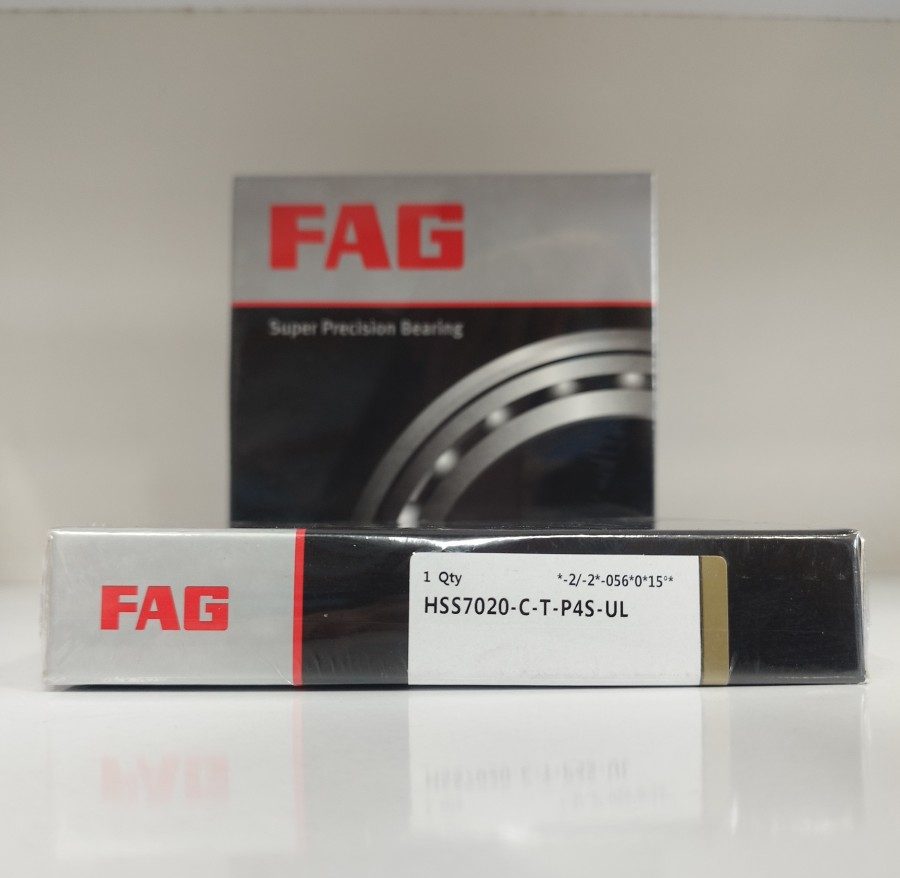 FAG
Super Precision Bearing
FAG
1 Qty *-2/-2*-056*0*15°*
HSS7020-C-T-P4S-UL